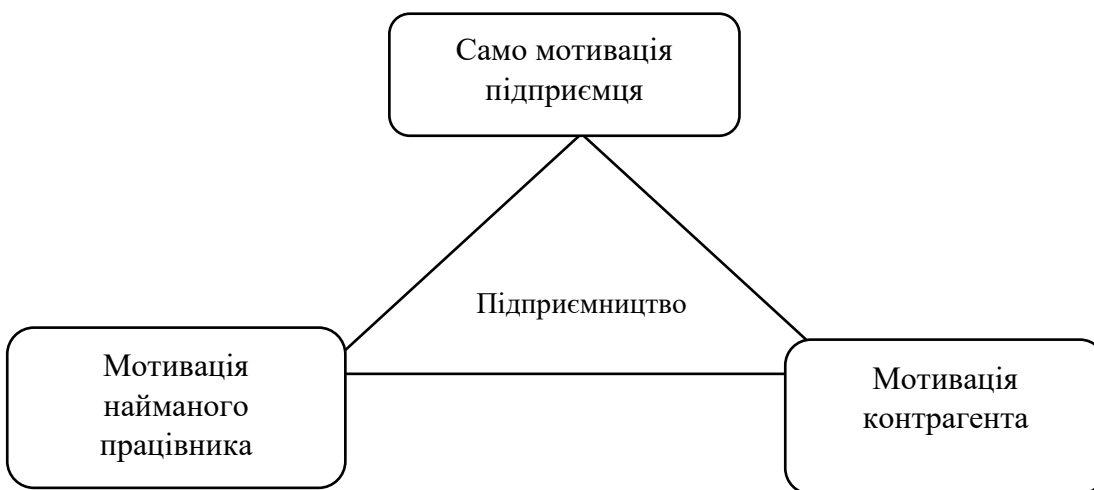 Само мотивація
підприємця
Підприємництво
Мотивація
найманого
працівника
Мотивація
контрагента